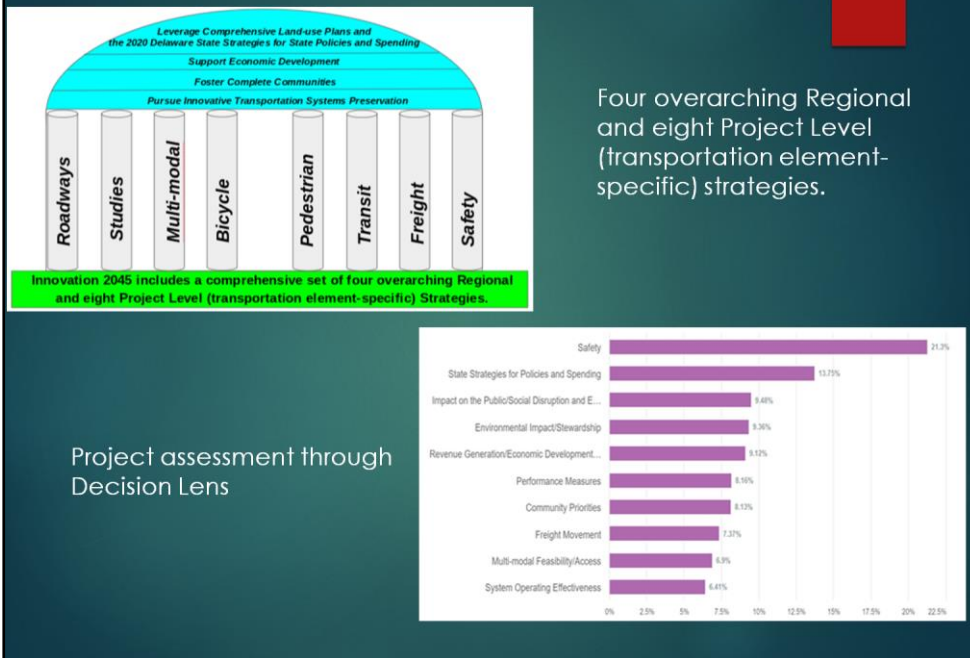 Leverage Comprehensive Land-use Plans and
the 2020 Delaware State Strategies for State Policies and Spending
Support Economic Development
Foster Complete Communities
Pursue Innovative Transportation Systems Preservation
Roadways
Studies
Multi-modal
Bicycle
Pedestrian
Transit
Freight
Safety
Innovation 2045 includes a comprehensive set of four overarching Regional
and eight Project Level (transportation element-specific) Strategies.
Four overarching Regional
and eight Project Level
(transportation element-
specific) strategies.
Project assessment through
Decision Lens
Safety 21.3%
State Strategies for Policies and Spending 13.75%
Impact on the Public/Social Disruption and E... 9.48%
Environmental Impact/Stewardship 9.36%
Revenue Generation/Economic Development... 9.12%
Performance Measures 8.16%
Community Priorities 8.13%
Freight Movement 7.37%
Multi-modal Feasibility/Access 6.9%
System Operating Effectiveness 6.41%
0% 2.5% 5% 7.5% 10% 12.5% 15% 17.5% 20% 22.5%